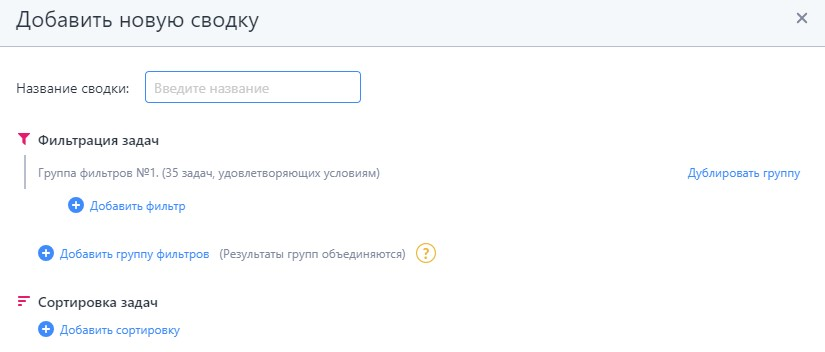 Добавить новую сводку
Название сводки: Введите название
Фильтрация задач
Группа фильтров №1. (35 задач, удовлетворяющих условиям) Дублировать группу
Добавить фильтр
Добавить группу фильтров (Результаты групп объединяются) ?
Сортировка задач
Добавить сортировку